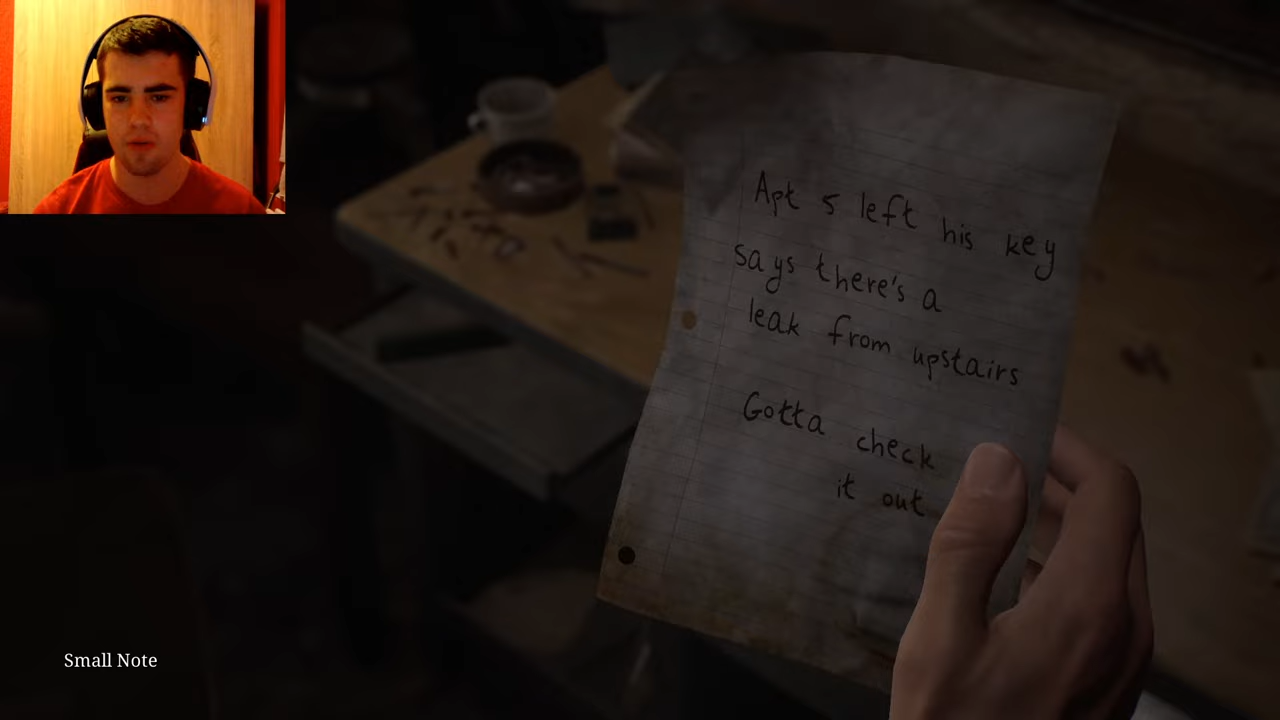 Apt 5 left his key
says there's a
leak from upstairs
Gotta check
it out
Small Note